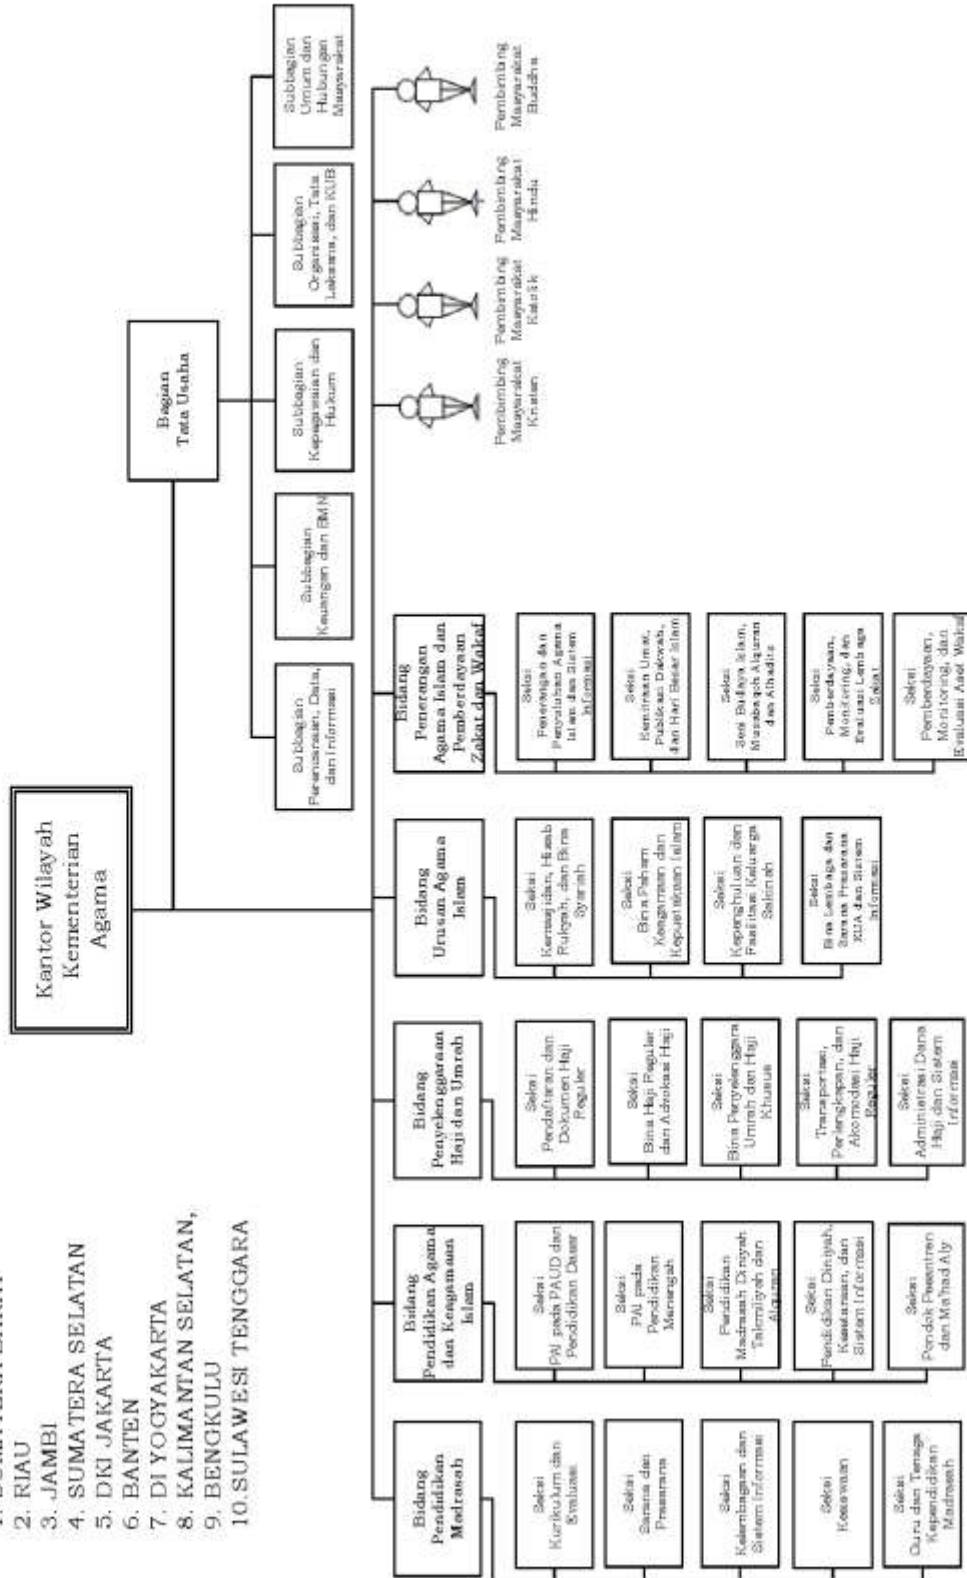 2. RIAU
3. JAMBI
4. SUMATERA SELATAN
5. DKI JAKARTA
6. BANTEN
7. DI YOGYAKARTA
8. KALIMANTAN SELATAN,
9. BENGKULU
10. SULAWESI TENGGARA
Kantor Wilayah
Kementerian
Agama
Bagian
Tata Usaha
Subbagian
Perencanaan, Data,
dan Informasi
Subbagian
Keuangan dan BMN
Subbagian
Kepegawaian dan
Hukum
Subbagian
Organisasi, Tata
Laksana, dan KUB
Subbagian
Umum dan
Hubungan
Masyarakat
Bidang
Pendidikan
Madrasah
Seksi
Kurikulum dan
Evaluasi
Seksi
Sarana dan
Prasarana
Seksi
Kelembagaan dan
Sistem Informasi
Seksi
Kesiswaan
Seksi
Guru dan Tenaga
Kependidikan
Madrasah
Bidang
Pendidikan Agama
dan Keagamaan
Islam
Seksi
PAI pada PAUD dan
Pendidikan Dasar
Seksi
PAI pada
Pendidikan
Menengah
Seksi
Pendidikan
Madrasah Diniyah
Takmiliyah dan
Alquran
Seksi
Pendidikan Diniyah,
Kesetaraan, dan
Sistem Informasi
Seksi
Pondok Pesantren
dan Ma'had Aly
Bidang
Penyelenggaraan
Haji dan Umrah
Seksi
Pendaftaran dan
Dokumen Haji
Reguler
Seksi
Bina Haji Reguler
dan Advokasi Haji
Seksi
Bina Penyelenggara
Umrah dan Haji
Khusus
Seksi
Transportasi,
Perlengkapan, dan
Akomodasi Haji
Reguler
Seksi
Administrasi Dana
Haji dan Sistem
Informasi
Bidang
Urusan Agama
Islam
Seksi
Kemasjidan, Hisab
Rukyah, dan Bina
Syariah
Seksi
Bina Paham
Keagamaan dan
Kepustakaan Islam
Seksi
Kepenghuluan dan
Fasilitasi Keluarga
Sakinah
Seksi
Bina Lembaga dan
Sarana Prasarana
KUA dan Sistem
Informasi
Bidang
Penerangan
Agama Islam dan
Pemberdayaan
Zakat dan Wakaf
Seksi
Penerangan dan
Penyuluhan Agama
Islam dan Sistem
Informasi
Seksi
Kemitraan Umat,
Publikasi Dakwah,
dan Hari Besar Islam
Seksi
Seni Budaya Islam,
Musabaqoh Alquran
dan Alhadits
Seksi
Pemberdayaan,
Monitoring, dan
Evaluasi Lembaga
Zakat
Seksi
Pemberdayaan,
Monitoring, dan
Evaluasi Aset Wakaf
Pembimbing
Masyarakat
Kristen
Pembimbing
Masyarakat
Katolik
Pembimbing
Masyarakat
Hindu
Pembimbing
Masyarakat
Buddha